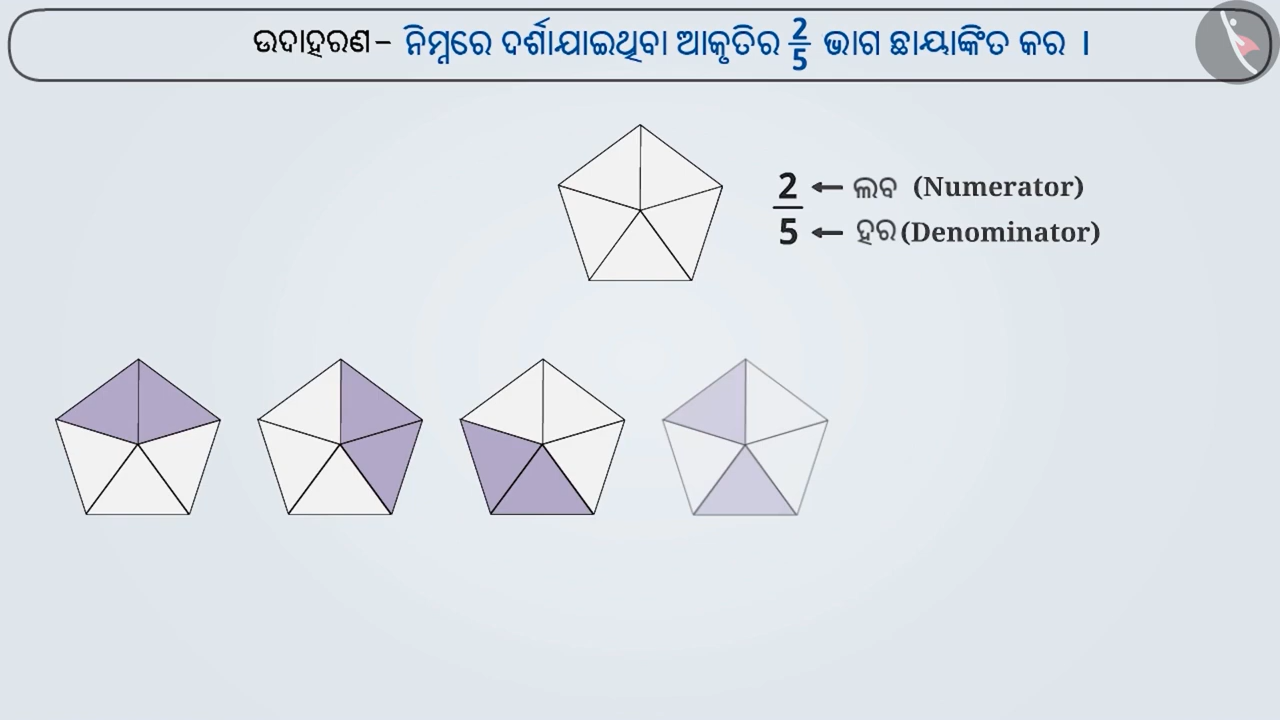 ଉଦାହରଣ– ନିମ୍ନରେ ଦର୍ଶାଯାଇଥିବା ଆକୃତିର 2/5 ଭାଗ ଛାୟାଙ୍କିତ କର ।
2 ← ଲବ (Numerator)
5 ← ହର (Denominator)